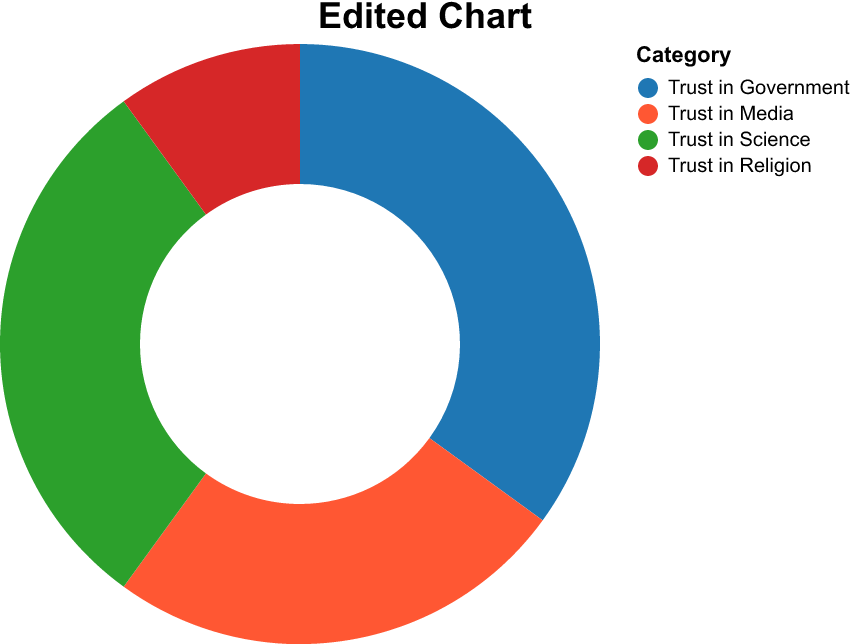 Edited Chart
Category
Trust in Government
Trust in Media
Trust in Science
Trust in Religion